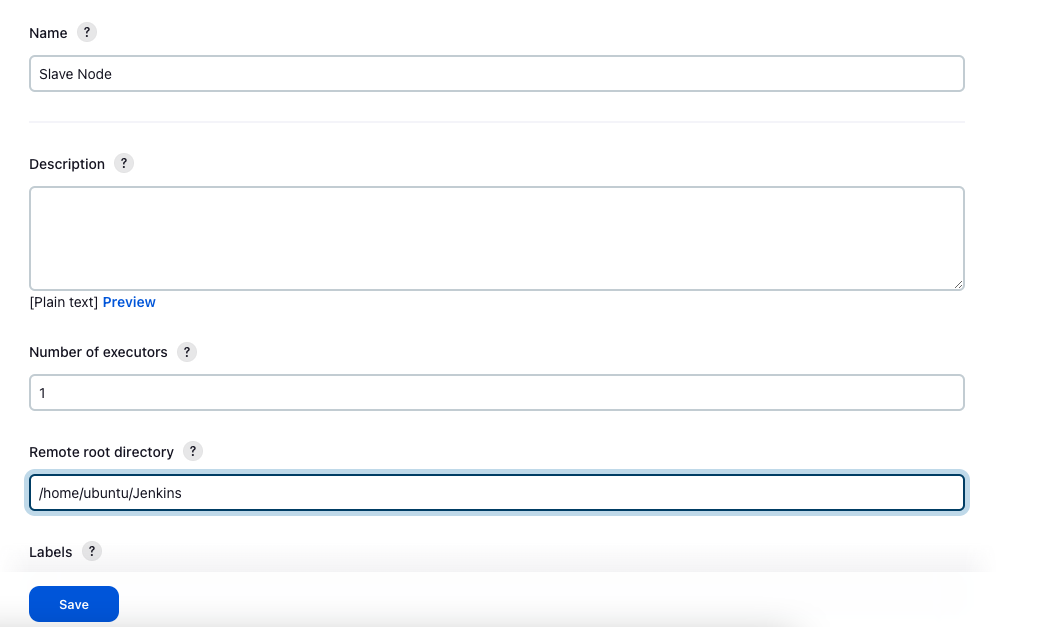 Name ?
Slave Node
Description ?
[Plain text] Preview
Number of executors ?
1
Remote root directory ?
/home/ubuntu/Jenkins
Labels ?
Save